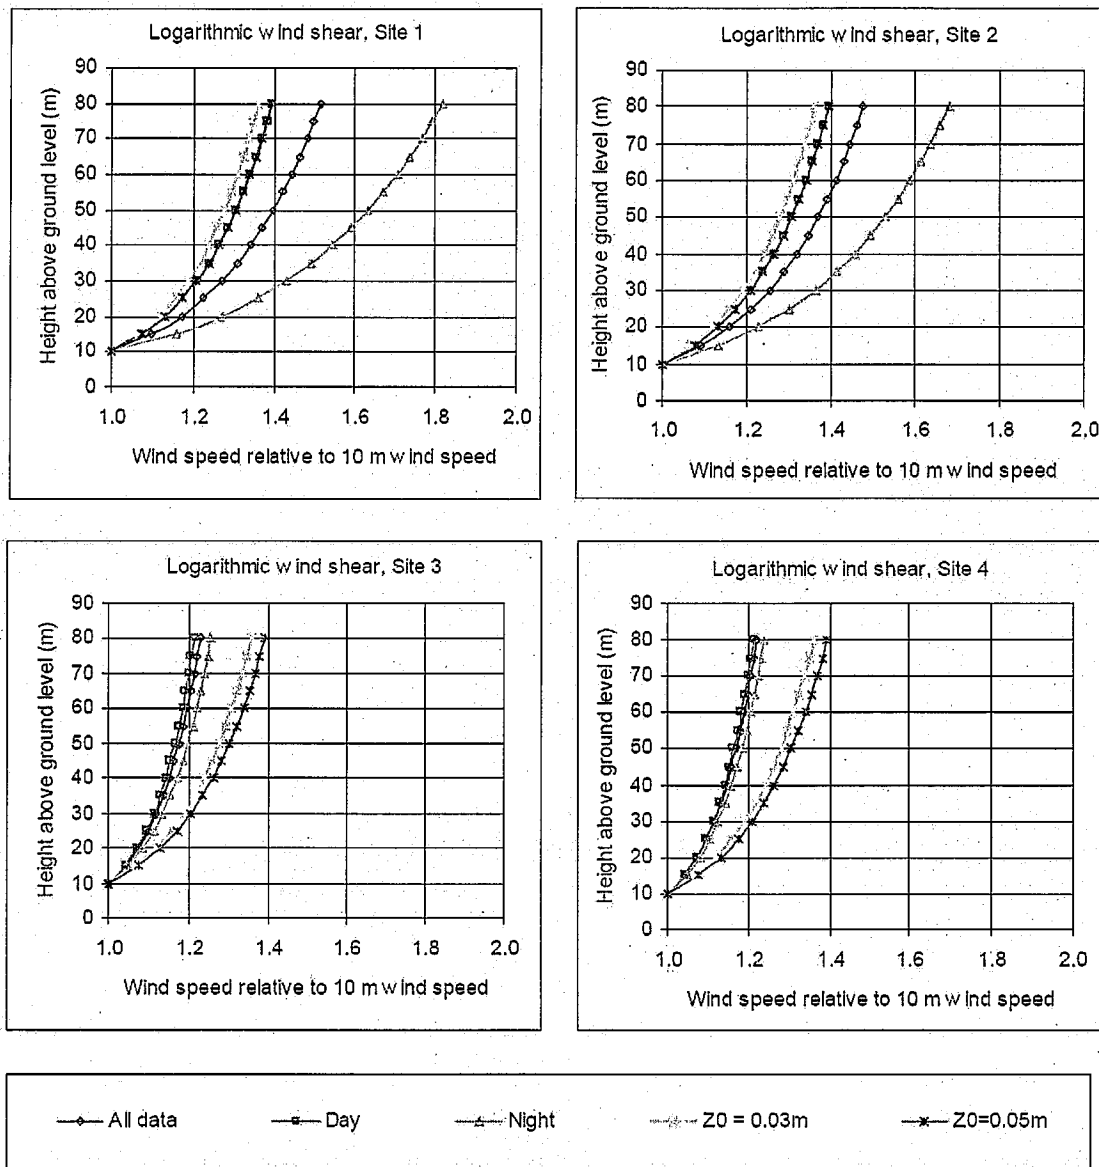 Logarithmic wind shear, Site 1
90
80
70
60
50
40
30
20
10
0
Height above ground level (m)
1.0 1.2 1.4 1.6 1.8 2.0
Wind speed relative to 10 m wind speed
Logarithmic wind shear, Site 2
90
80
70
60
50
40
30
20
10
0
Height above ground level (m)
1.0 1.2 1.4 1.6 1.8 2.0
Wind speed relative to 10 m wind speed
Logarithmic wind shear, Site 3
90
80
70
60
50
40
30
20
10
0
Height above ground level (m)
1.0 1.2 1.4 1.6 1.8 2.0
Wind speed relative to 10 m wind speed
Logarithmic wind shear, Site 4
90
80
70
60
50
40
30
20
10
0
Height above ground level (m)
1.0 1.2 1.4 1.6 1.8 2.0
Wind speed relative to 10 m wind speed
All data Day Night Z0 = 0.03m Z0=0.05m